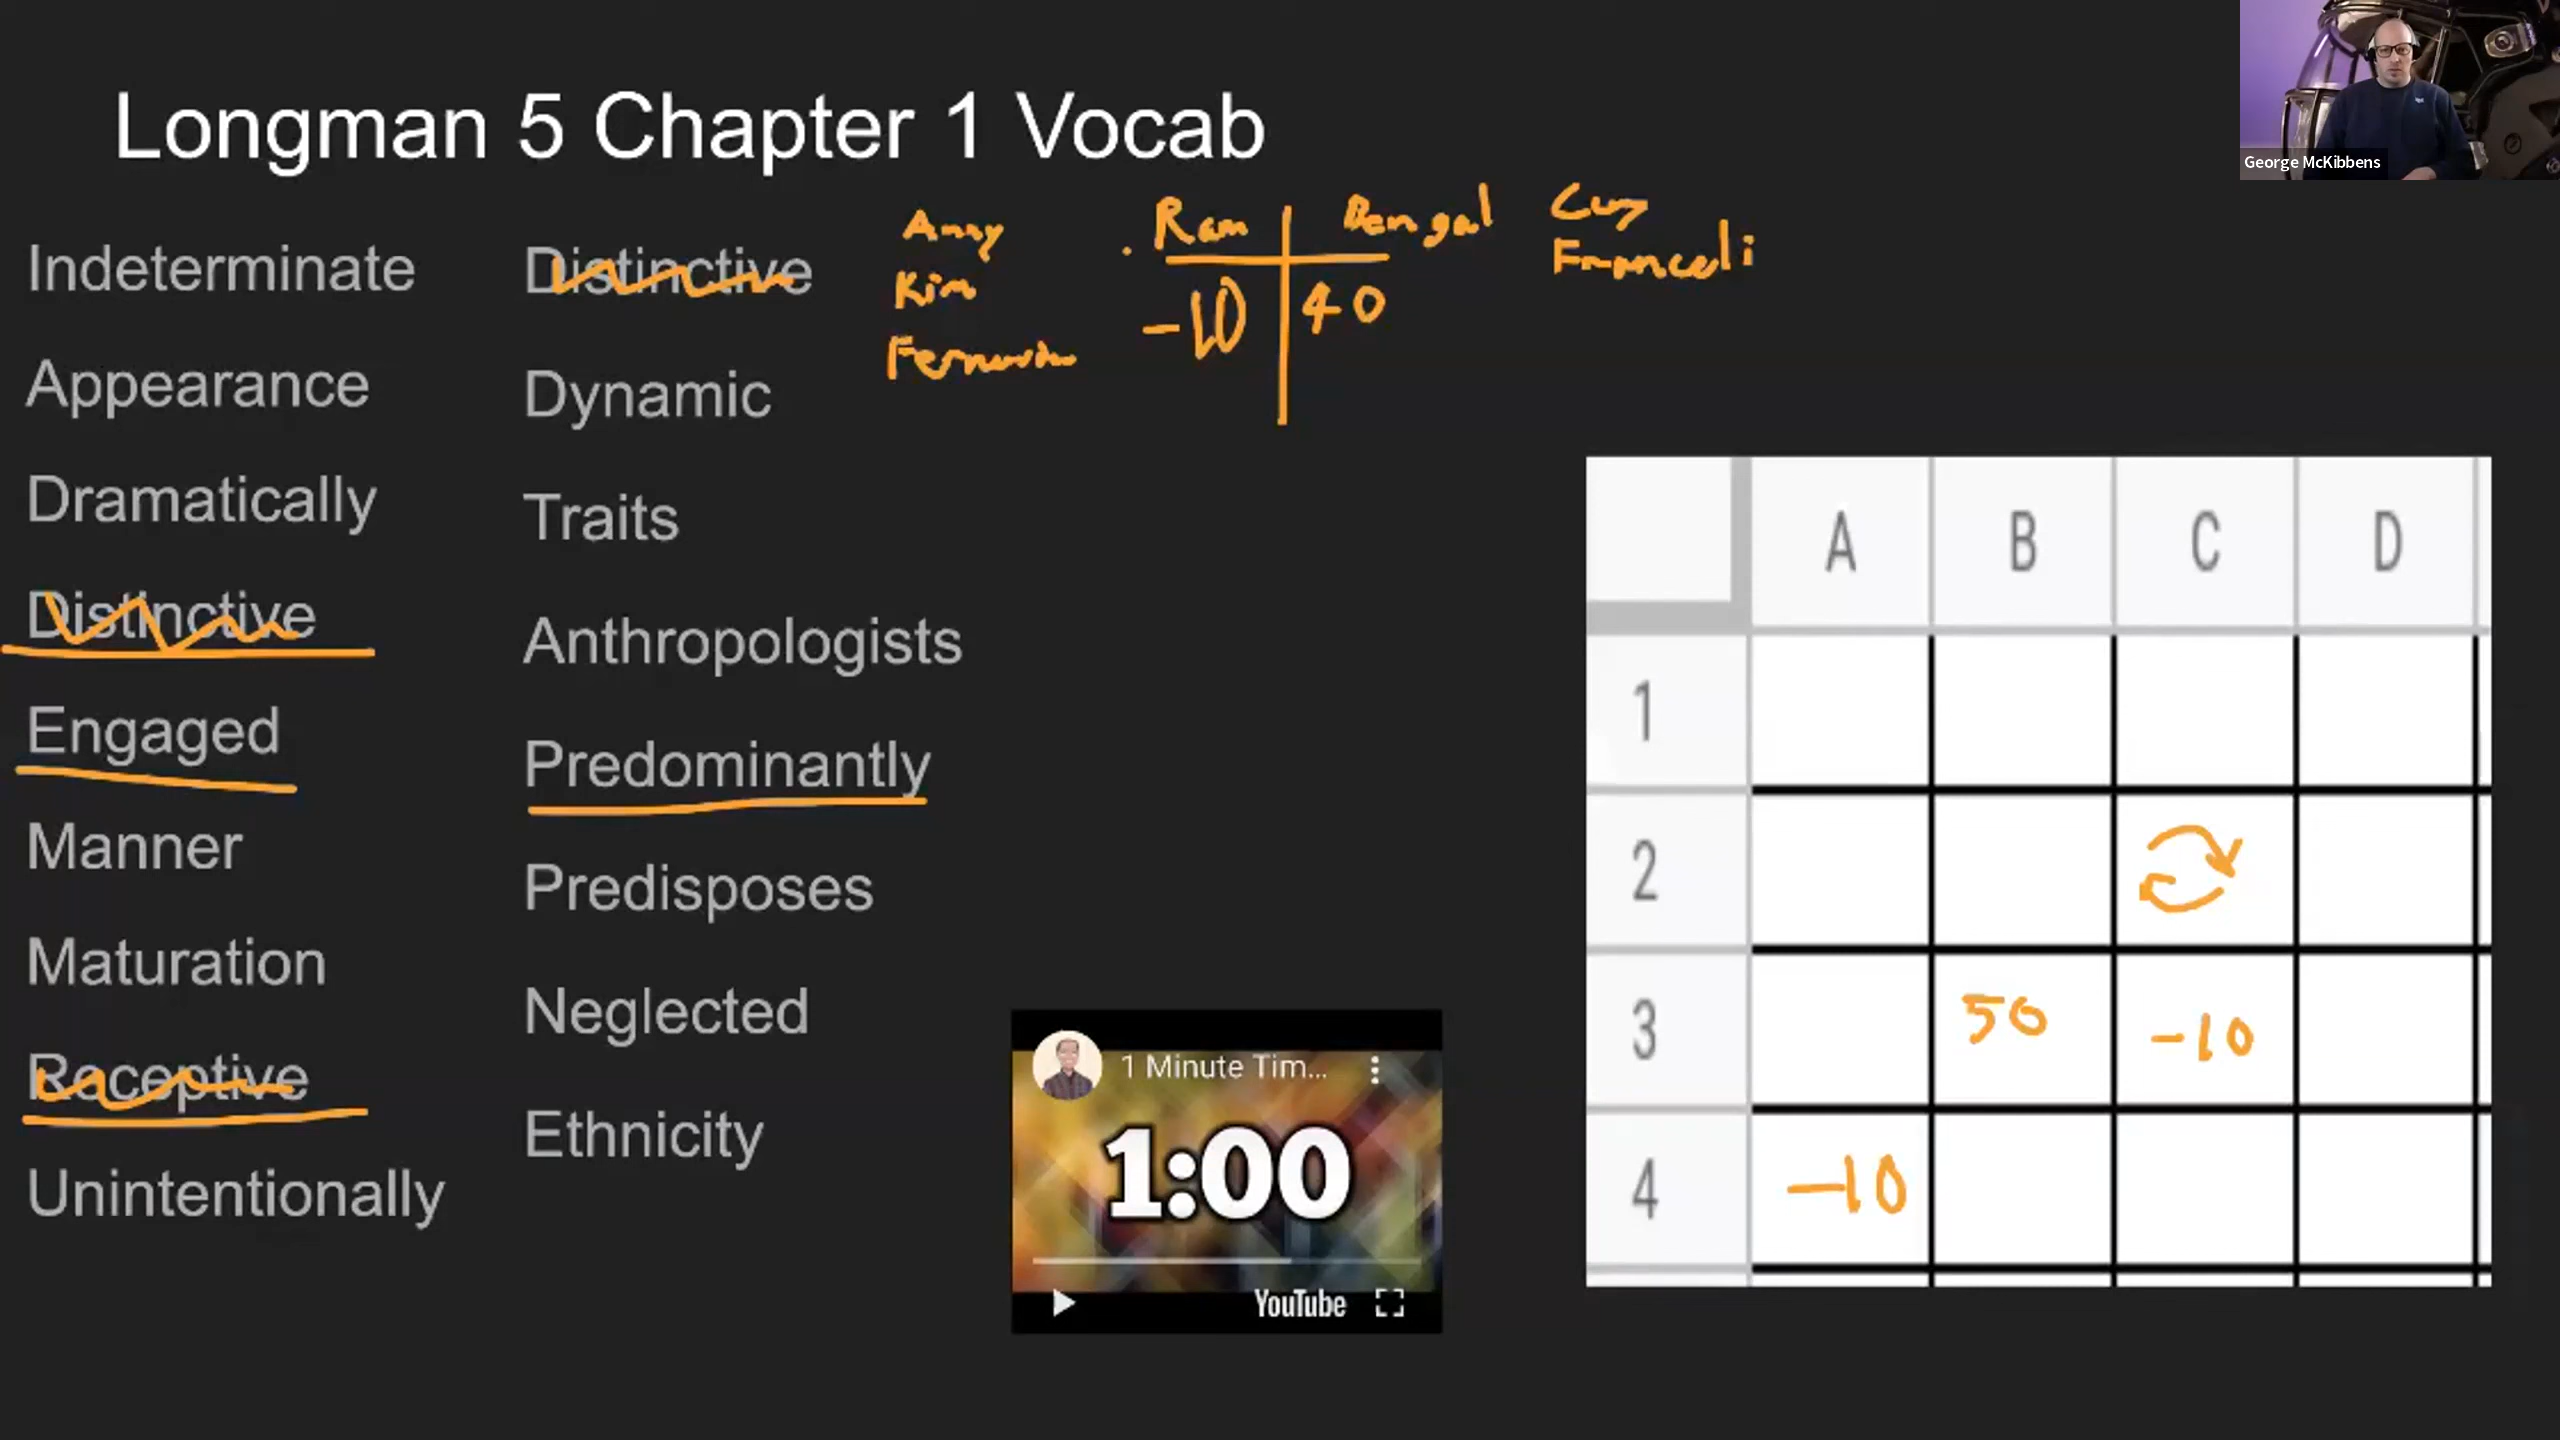 George McKibbens
Longman 5 Chapter 1 Vocab
Indeterminate
Appearance
Dramatically
Distinctive
Engaged
Manner
Maturation
Receptive
Unintentionally
Distinctive
Dynamic
Traits
Anthropologists
Predominantly
Predisposes
Neglected
Ethnicity
Kim
Ram Bengal
-10 40
1 Minute Tim...
1:00
YouTube
A B C D
1
2
3 50 -10
4 -10